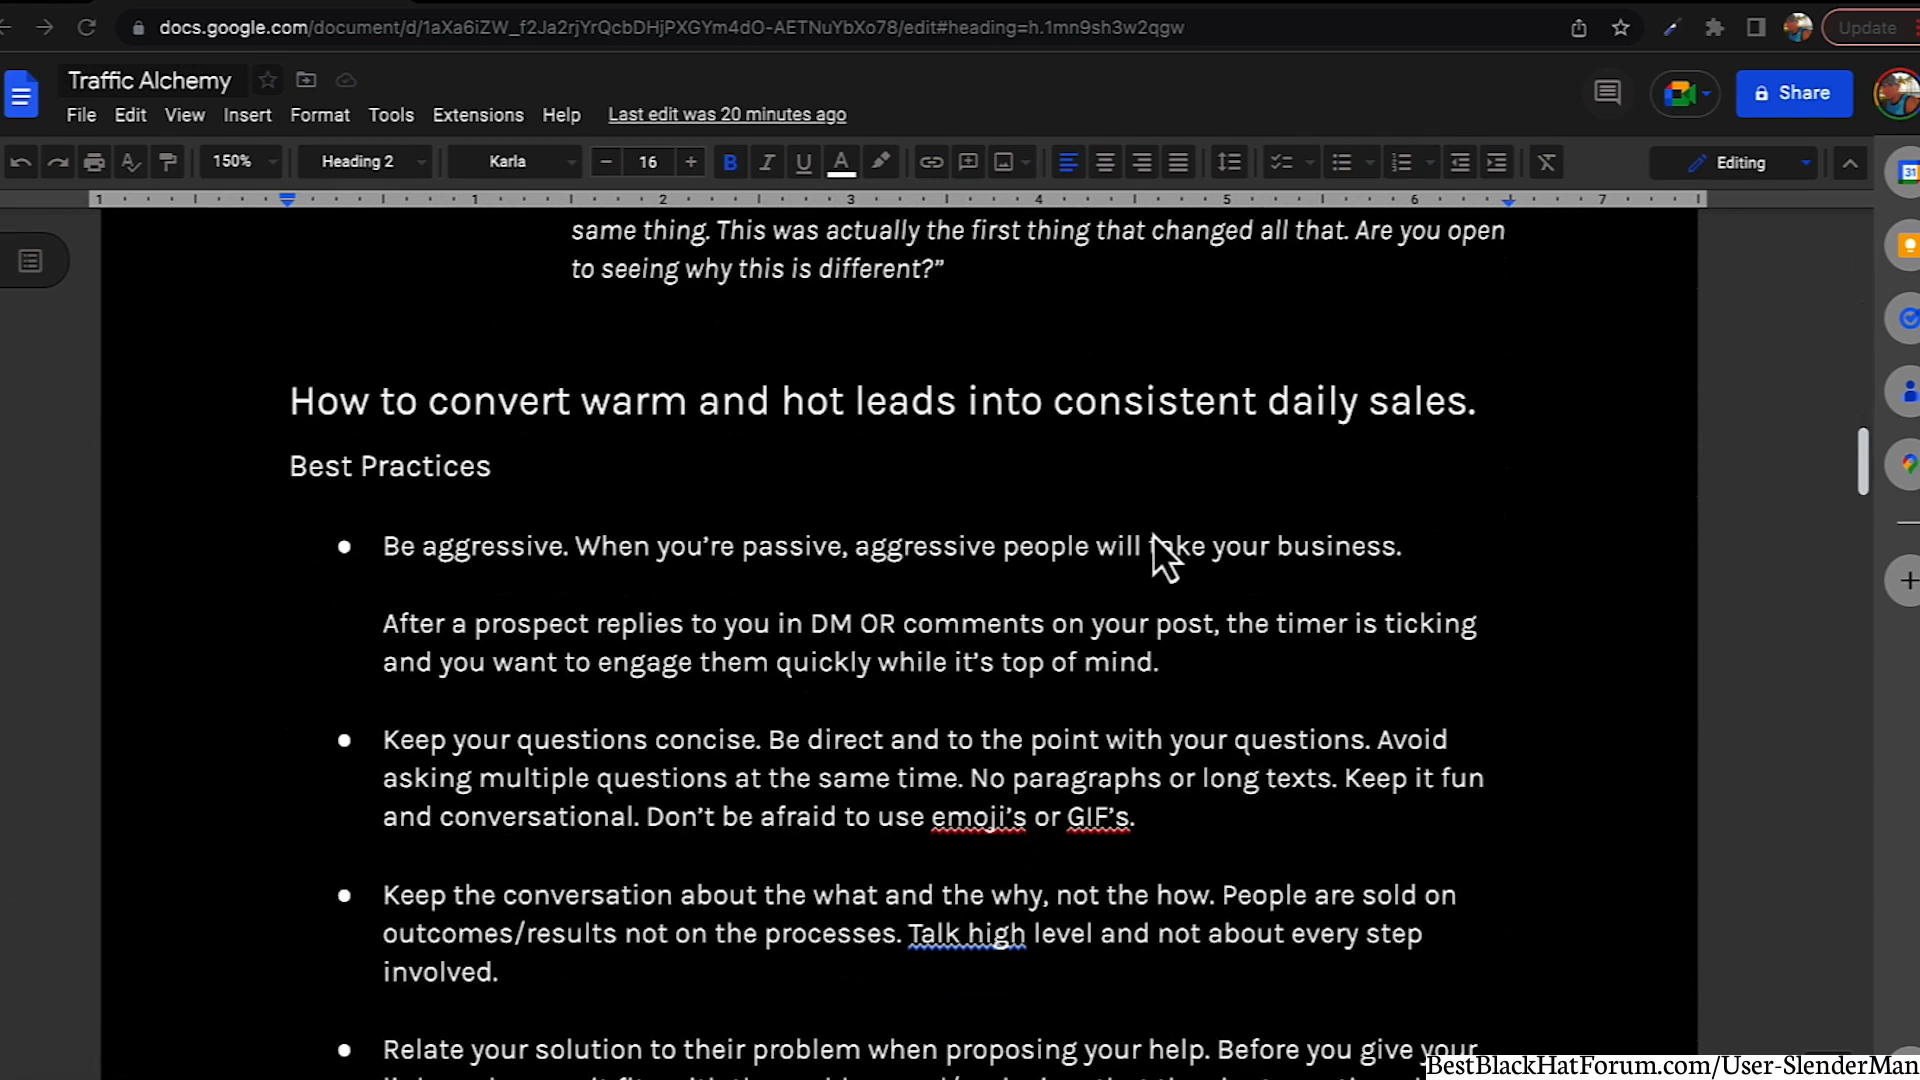 docs.google.com/document/d/1aXa6iZW_f2Ja2rjYrQcbDHjPXGYm4dO-AETNuYbXo78/edit#heading=h.1mn9sh3w2qgw
Update
Traffic Alchemy
File Edit View Insert Format Tools Extensions Help Last edit was 20 minutes ago
Share
150% Heading 2 Karla 16 B I U A Editing
1 1 2 3 4 5 6 7
31
same thing. This was actually the first thing that changed all that. Are you open
to seeing why this is different?”
How to convert warm and hot leads into consistent daily sales.
Best Practices
● Be aggressive. When you’re passive, aggressive people will take your business.
After a prospect replies to you in DM OR comments on your post, the timer is ticking
and you want to engage them quickly while it’s top of mind.
● Keep your questions concise. Be direct and to the point with your questions. Avoid
asking multiple questions at the same time. No paragraphs or long texts. Keep it fun
and conversational. Don’t be afraid to use emoji’s or GIF’s.
● Keep the conversation about the what and the why, not the how. People are sold on
outcomes/results not on the processes. Talk high level and not about every step
involved.
● Relate your solution to their problem when proposing your help. Before you give your
BestBlackHatForum.com/User-SlenderMan